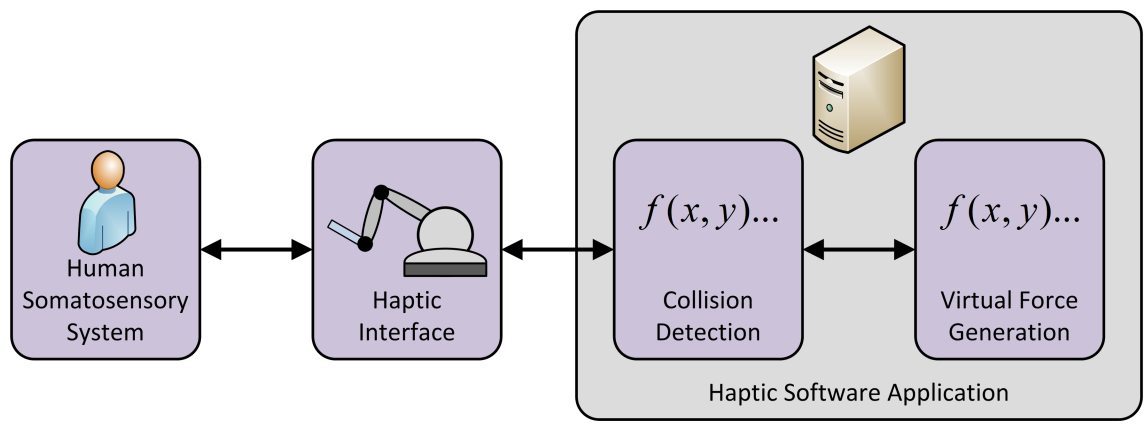 Human
Somatosensory
System
Haptic
Interface
f(x, y)...
Collision
Detection
f(x, y)...
Virtual Force
Generation
Haptic Software Application